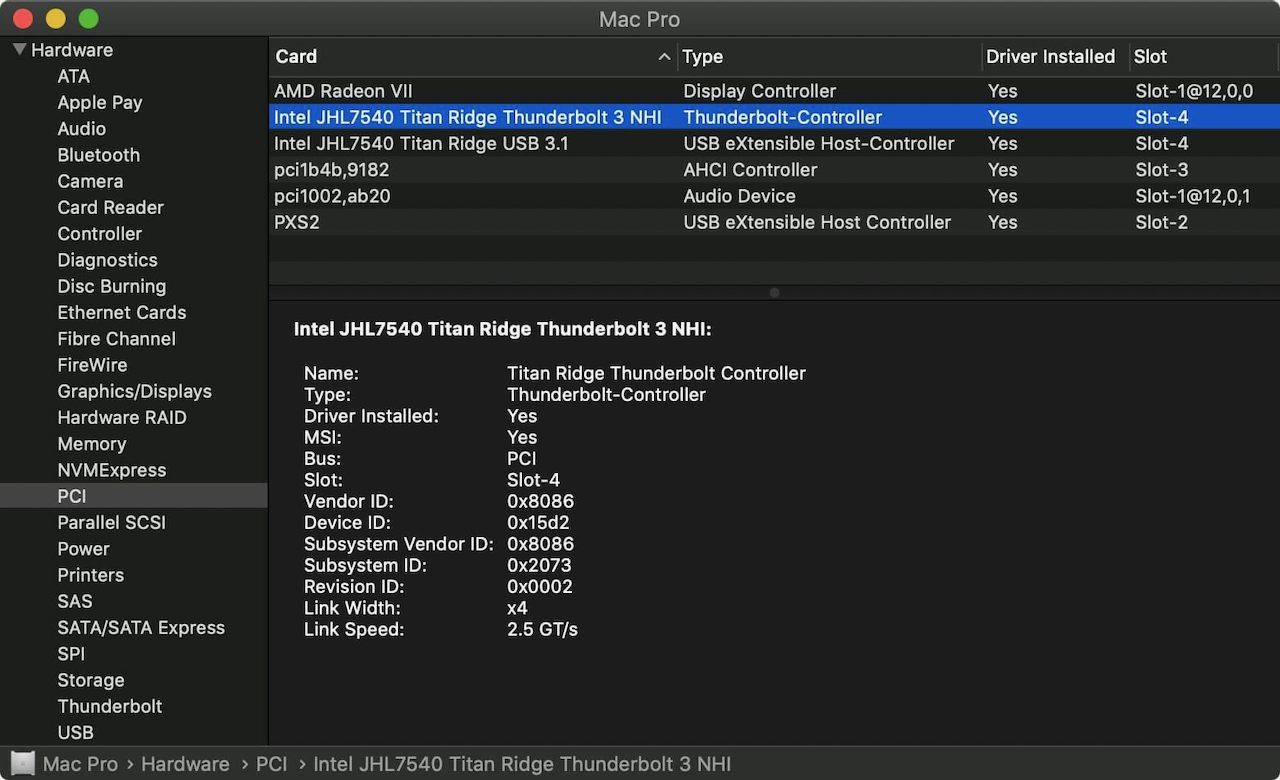 Mac Pro
Hardware
ATA
Apple Pay
Audio
Bluetooth
Camera
Card Reader
Controller
Diagnostics
Disc Burning
Ethernet Cards
Fibre Channel
FireWire
Graphics/Displays
Hardware RAID
Memory
NVMExpress
PCI
Parallel SCSI
Power
Printers
SAS
SATA/SATA Express
SPI
Storage
Thunderbolt
USB
Card Type Driver Installed Slot
AMD Radeon VII Display Controller Yes Slot-1@12,0,0
Intel JHL7540 Titan Ridge Thunderbolt 3 NHI Thunderbolt-Controller Yes Slot-4
Intel JHL7540 Titan Ridge USB 3.1 USB eXtensible Host-Controller Yes Slot-4
pci1b4b,9182 AHCI Controller Yes Slot-3
pci1002,ab20 Audio Device Yes Slot-1@12,0,1
PXS2 USB eXtensible Host Controller Yes Slot-2
Intel JHL7540 Titan Ridge Thunderbolt 3 NHI:
Name: Titan Ridge Thunderbolt Controller
Type: Thunderbolt-Controller
Driver Installed: Yes
MSI: Yes
Bus: PCI
Slot: Slot-4
Vendor ID: 0x8086
Device ID: 0x15d2
Subsystem Vendor ID: 0x8086
Subsystem ID: 0x2073
Revision ID: 0x0002
Link Width: x4
Link Speed: 2.5 GT/s
Mac Pro › Hardware › PCI › Intel JHL7540 Titan Ridge Thunderbolt 3 NHI